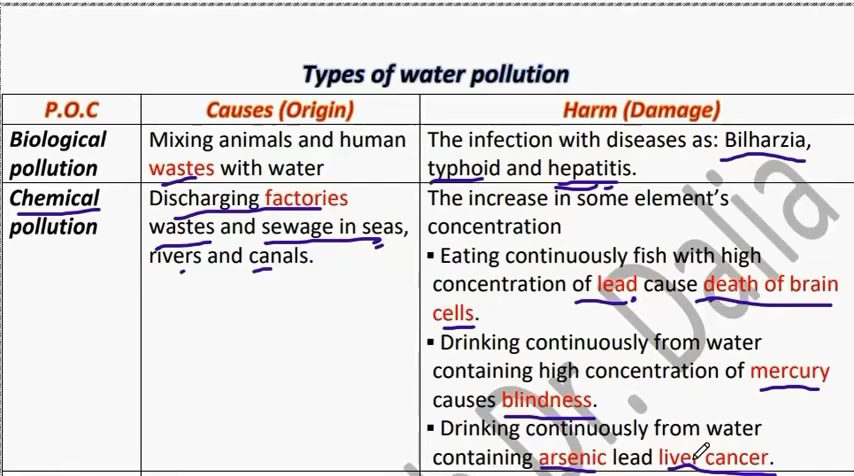 Types of water pollution
P.O.C
Causes (Origin)
Harm (Damage)
Biological
pollution
Mixing animals and human
wastes with water
The infection with diseases as: Bilharzia,
typhoid and hepatitis.
Chemical
pollution
Discharging factories
wastes and sewage in seas,
rivers and canals.
The increase in some element's
concentration
▪ Eating continuously fish with high
concentration of lead cause death of brain
cells.
▪ Drinking continuously from water
containing high concentration of mercury
causes blindness.
▪ Drinking continuously from water
containing arsenic lead liver cancer.
Dr. Dalia